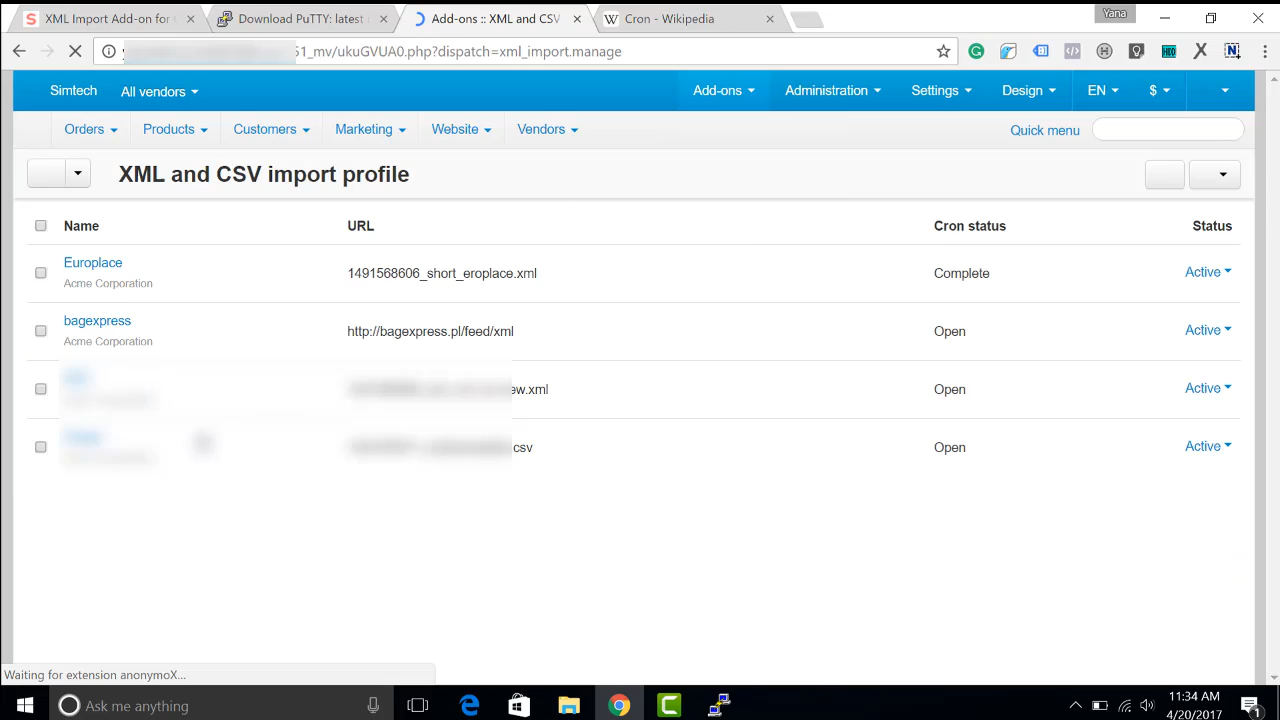 XML Import Add-on for
Download PuTTY: latest
Add-ons :: XML and CSV
Cron - Wikipedia
Yana
51_mv/ukuGVUA0.php?dispatch=xml_import.manage
Simtech
All vendors
Add-ons
Administration
Settings
Design
EN
$
Orders
Products
Customers
Marketing
Website
Vendors
Quick menu
XML and CSV import profile
Name URL Cron status Status
Europlace 1491568606_short_eroplace.xml Complete Active
Acme Corporation
bagexpress http://bagexpress.pl/feed/xml Open Active
Acme Corporation
ew.xml Open Active
csv Open Active
Waiting for extension anonymoX...
Ask me anything
11:34 AM
4/20/2017
1